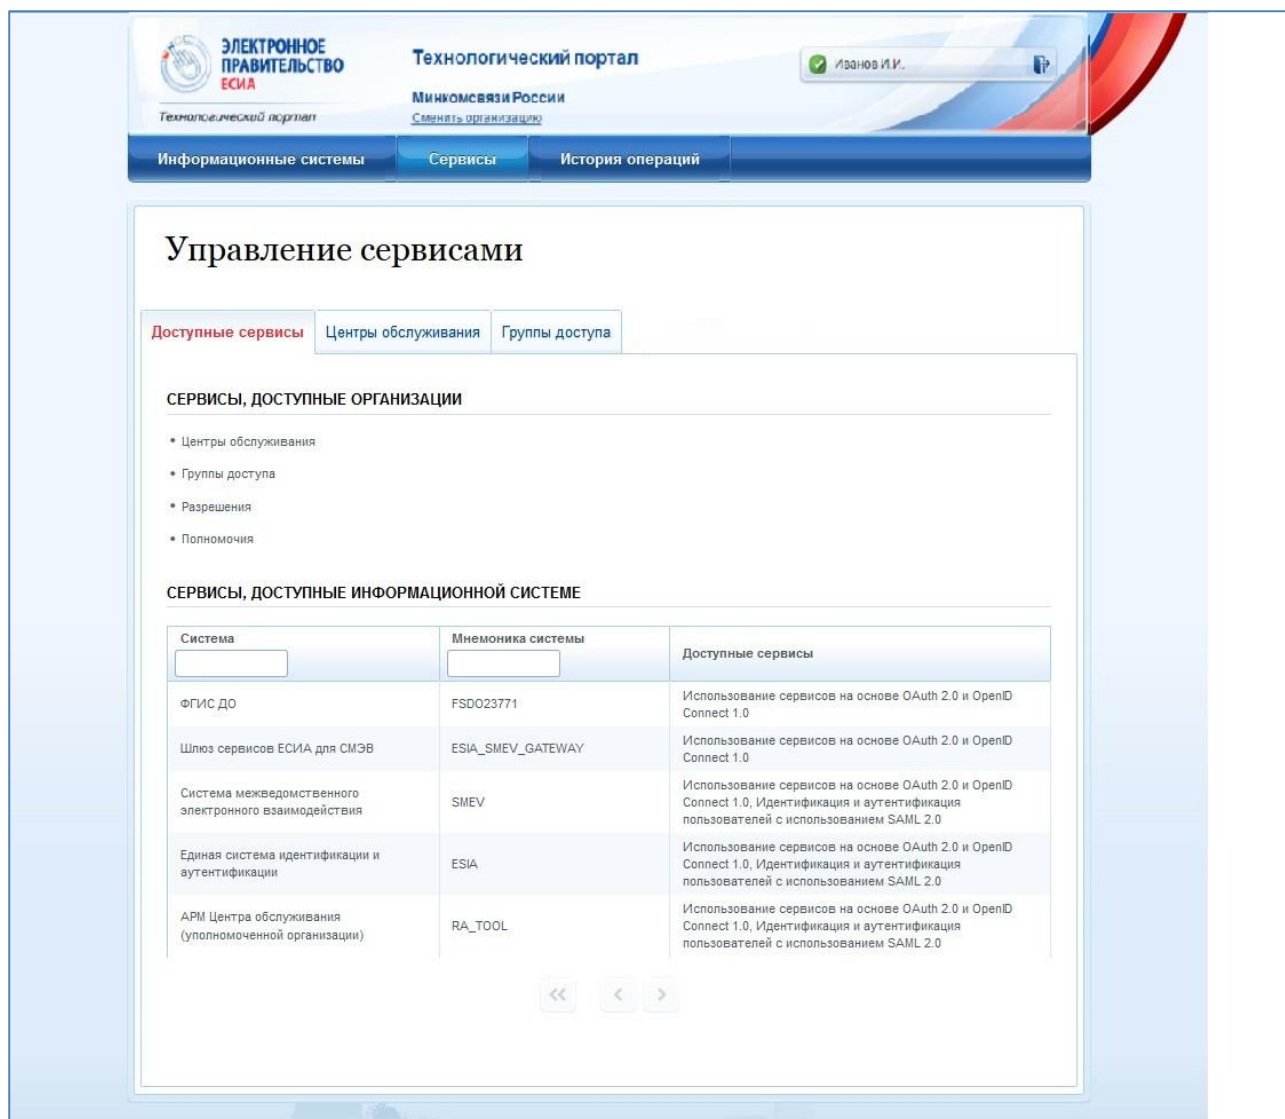 ЭЛЕКТРОННОЕ
ПРАВИТЕЛЬСТВО
ЕСИА
Технологический портал
Технологический портал
Минкомсвязи России
Сменить организацию
Иванов И.И.
Информационные системы
Сервисы
История операций
Управление сервисами
Доступные сервисы
Центры обслуживания
Группы доступа
СЕРВИСЫ, ДОСТУПНЫЕ ОРГАНИЗАЦИИ
• Центры обслуживания
• Группы доступа
• Разрешения
• Полномочия
СЕРВИСЫ, ДОСТУПНЫЕ ИНФОРМАЦИОННОЙ СИСТЕМЕ
Система
Мнемоника системы
Доступные сервисы
ФГИС ДО
FSDO23771
Использование сервисов на основе OAuth 2.0 и OpenID
Connect 1.0
Шлюз сервисов ЕСИА для СМЭВ
ESIA_SMEV_GATEWAY
Использование сервисов на основе OAuth 2.0 и OpenID
Connect 1.0
Система межведомственного
электронного взаимодействия
SMEV
Использование сервисов на основе OAuth 2.0 и OpenID
Connect 1.0, Идентификация и аутентификация
пользователей с использованием SAML 2.0
Единая система идентификации и
аутентификации
ESIA
Использование сервисов на основе OAuth 2.0 и OpenID
Connect 1.0, Идентификация и аутентификация
пользователей с использованием SAML 2.0
АРМ Центра обслуживания
(уполномоченной организации)
RA_TOOL
Использование сервисов на основе OAuth 2.0 и OpenID
Connect 1.0, Идентификация и аутентификация
пользователей с использованием SAML 2.0